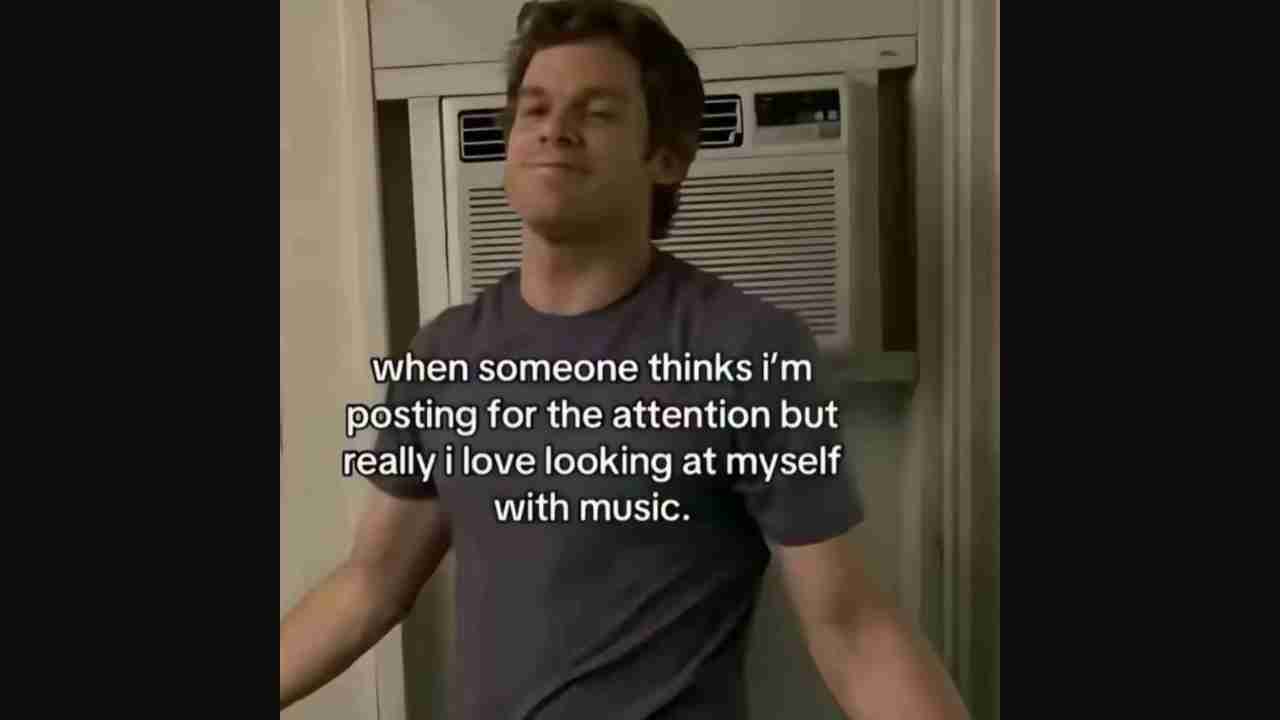 when someone thinks i'm
posting for the attention but
really i love looking at myself
with music.